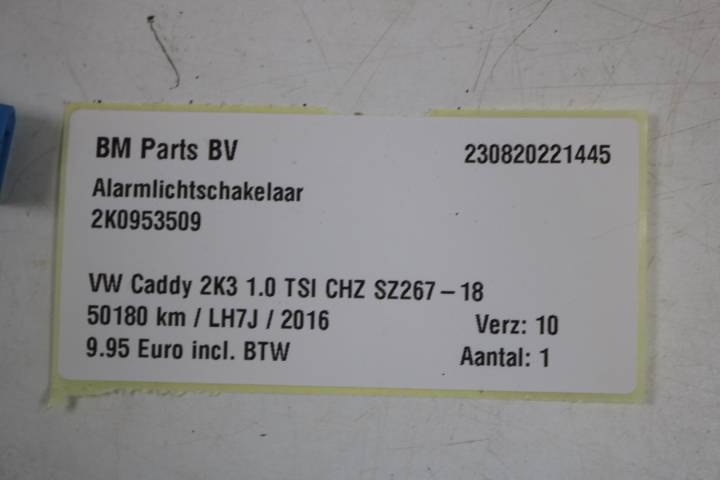 BM Parts BV 230820221445
Alarmlichtschakelaar
2K0953509
VW Caddy 2K3 1.0 TSI CHZ SZ267-18
50180 km / LH7J / 2016 Verz: 10
9.95 Euro incl. BTW Aantal: 1